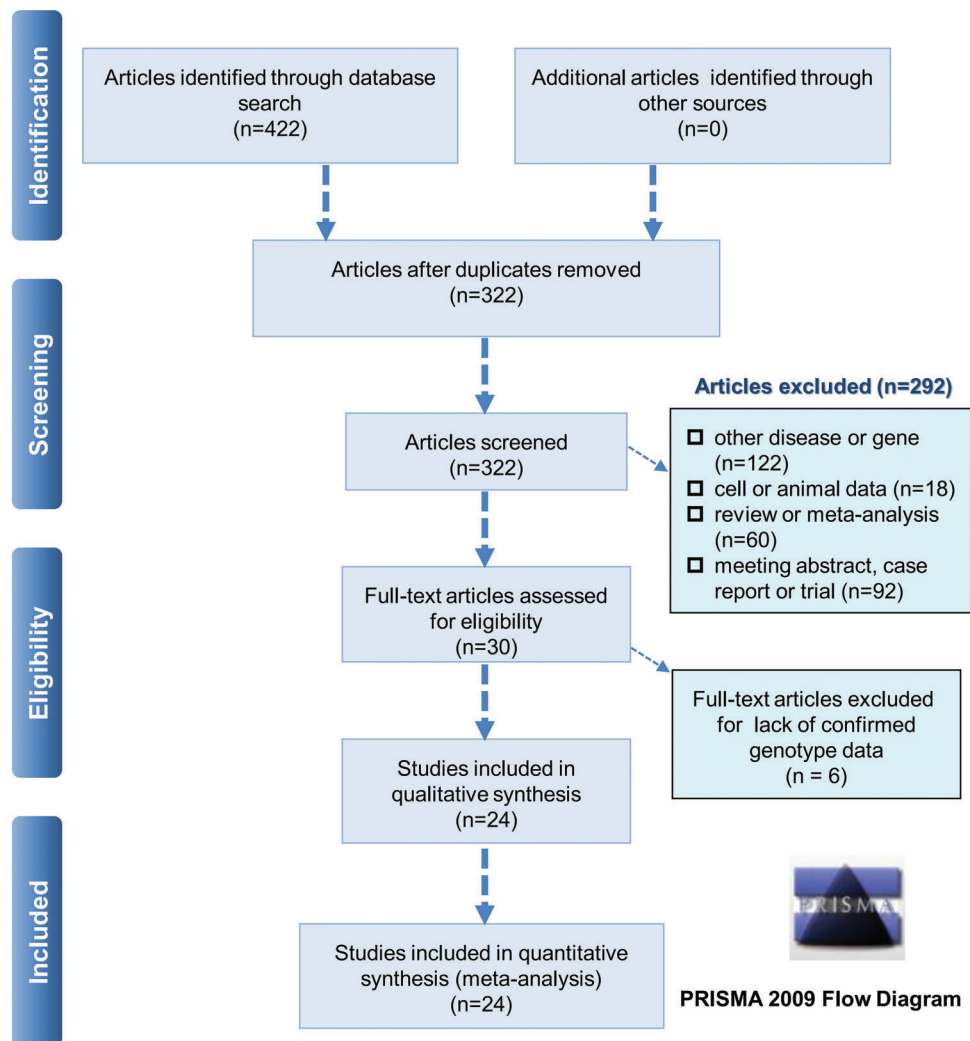 Identification
Articles identified through database
search
(n=422)
Additional articles identified through
other sources
(n=0)
Articles after duplicates removed
(n=322)
Screening
Articles screened
(n=322)
Articles excluded (n=292)
other disease or gene
(n=122)
cell or animal data (n=18)
review or meta-analysis
(n=60)
meeting abstract, case
report or trial (n=92)
Eligibility
Full-text articles assessed
for eligibility
(n=30)
Full-text articles excluded
for lack of confirmed
genotype data
(n = 6)
Studies included in
qualitative synthesis
(n=24)
Included
Studies included in quantitative
synthesis (meta-analysis)
(n=24)
PRISMA
PRISMA 2009 Flow Diagram